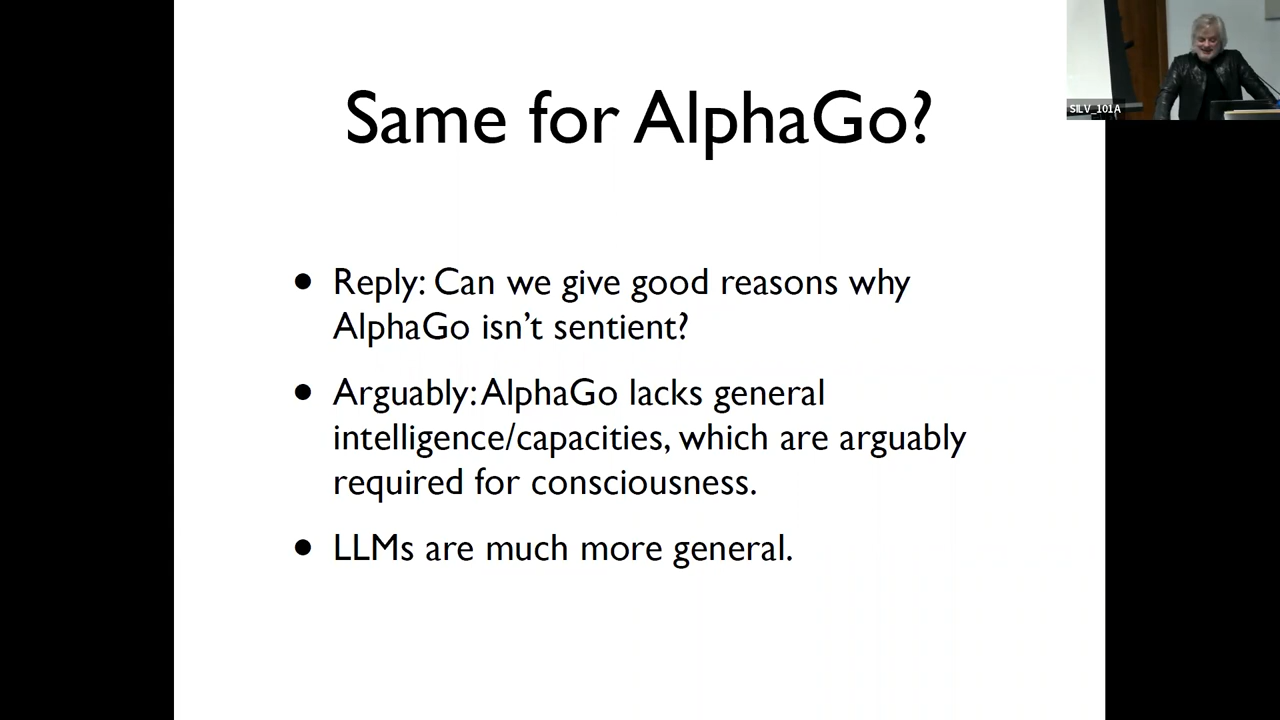 Same for AlphaGo?
SILV_101A
• Reply: Can we give good reasons why
AlphaGo isn't sentient?
• Arguably: AlphaGo lacks general
intelligence/capacities, which are arguably
required for consciousness.
• LLMs are much more general.